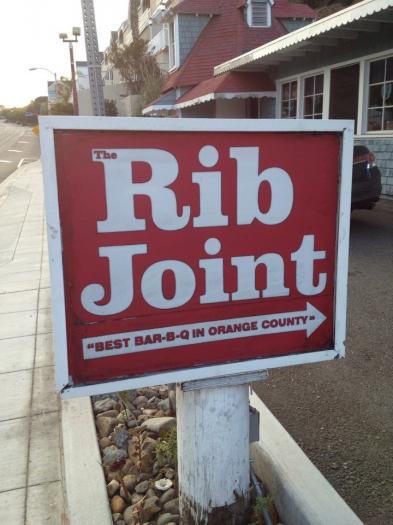 The
Rib
Joint
"BEST BAR-B-Q IN ORANGE COUNTY"